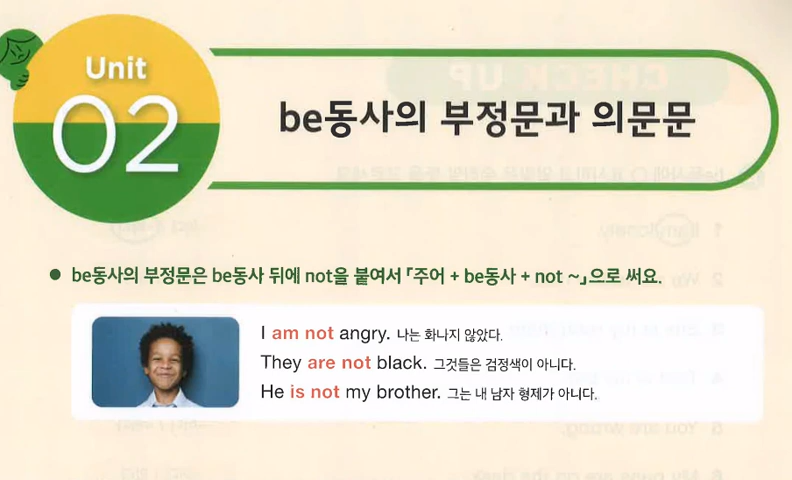 Unit
02
be동사의 부정문과 의문문
● be동사의 부정문은 be동사 뒤에 not을 붙여서 「주어 + be동사 + not ~」으로 써요.
I am not angry. 나는 화나지 않았다.
They are not black. 그것들은 검정색이 아니다.
He is not my brother. 그는 내 남자 형제가 아니다.